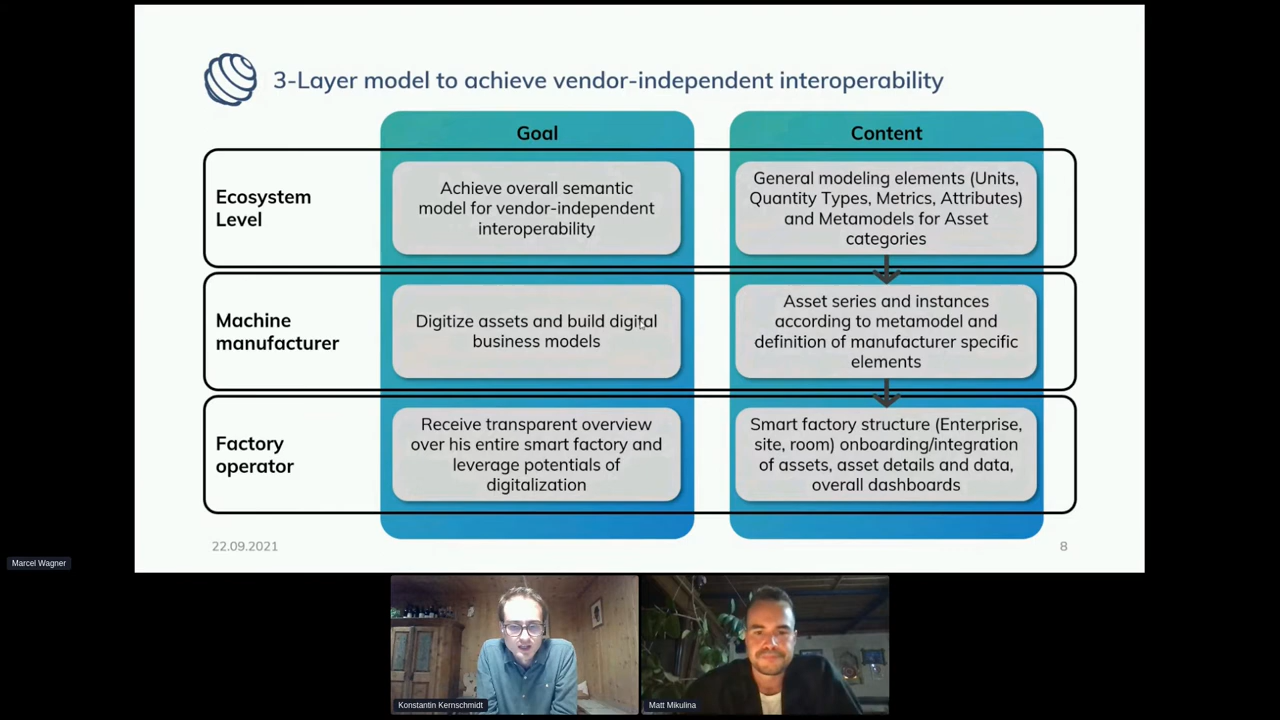 3-Layer model to achieve vendor-independent interoperability
Goal
Content
Ecosystem
Level
Achieve overall semantic
model for vendor-independent
interoperability
General modeling elements (Units,
Quantity Types, Metrics, Attributes)
and Metamodels for Asset
categories
Machine
manufacturer
Digitize assets and build digital
business models
Asset series and instances
according to metamodel and
definition of manufacturer specific
elements
Factory
operator
Receive transparent overview
over his entire smart factory and
leverage potentials of
digitalization
Smart factory structure (Enterprise,
site, room) onboarding/integration
of assets, asset details and data,
overall dashboards
22.09.2021
8
Marcel Wagner
Konstantin Kernschmidt
Matt Mikulina